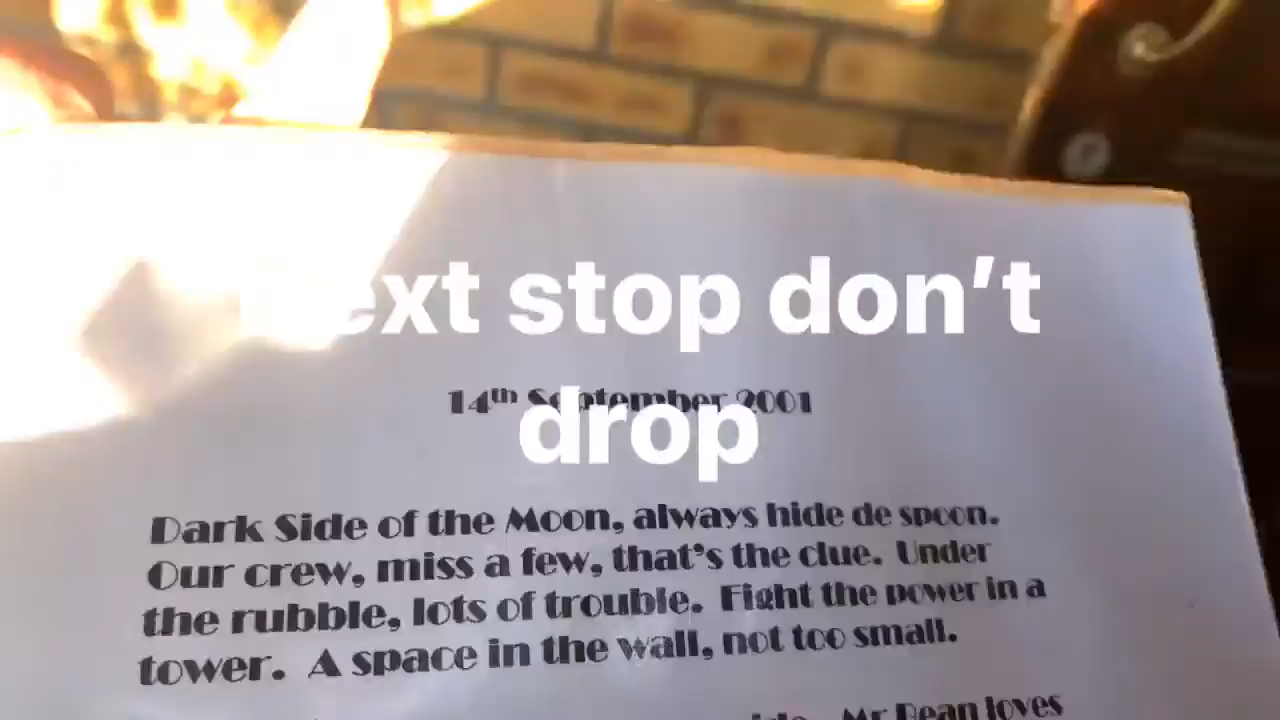 Next stop don’t
drop
14th September 2001
Dark Side of the Moon, always hide de spoon.
Our crew, miss a few, that's the clue. Under
the rubble, lots of trouble. Fight the power in a
tower. A space in the wall, not too small.
Mr Bean loves